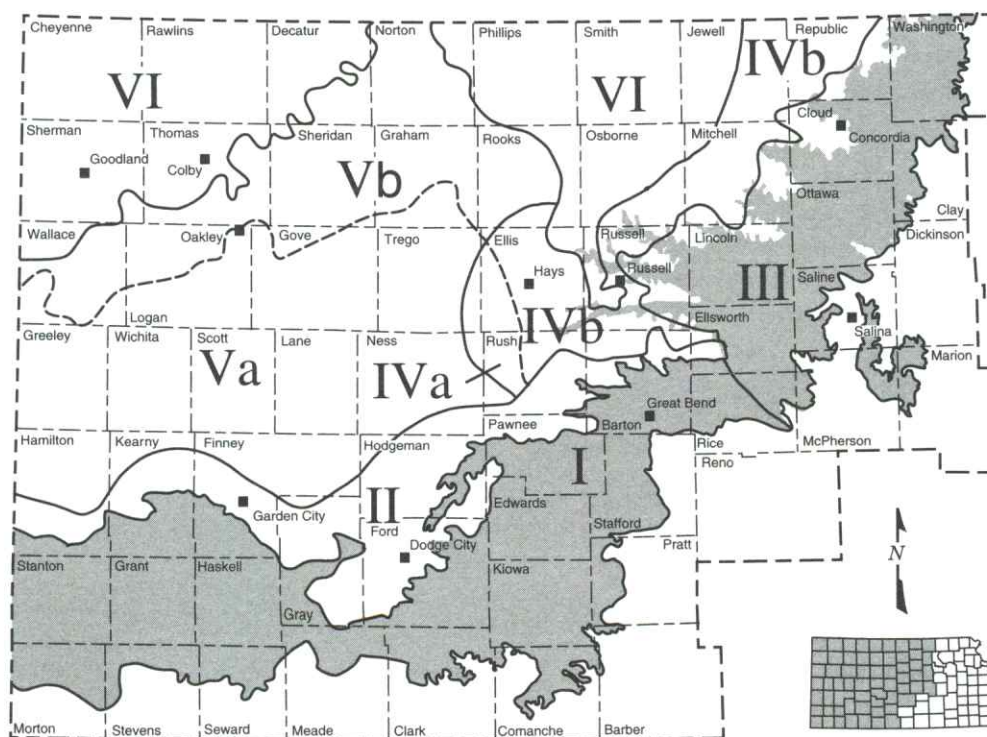 Cheyenne
Rawlins
Decatur
Norton
Phillips
Smith
Jewell
Republic
Washington
VI
VI
IVb
Sherman
Thomas
Sheridan
Graham
Rooks
Osborne
Mitchell
Cloud
Concordia
Goodland
Colby
Vb
Ottawa
Clay
Wallace
Oakley
Gove
Trego
Ellis
Russell
Lincoln
Dickinson
Hays
Russell
III
Saline
Logan
IVb
Ellsworth
Salina
Greeley
Wichita
Scott
Lane
Ness
Rush
Marion
Va
IVa
Great Bend
Pawnee
Barton
Rice
McPherson
Hamilton
Kearny
Finney
Hodgeman
Reno
I
II
Garden City
Edwards
Ford
Stafford
Dodge City
Pratt
N
Stanton
Grant
Haskell
Kiowa
Gray
Morton
Stevens
Seward
Meade
Clark
Comanche
Barber